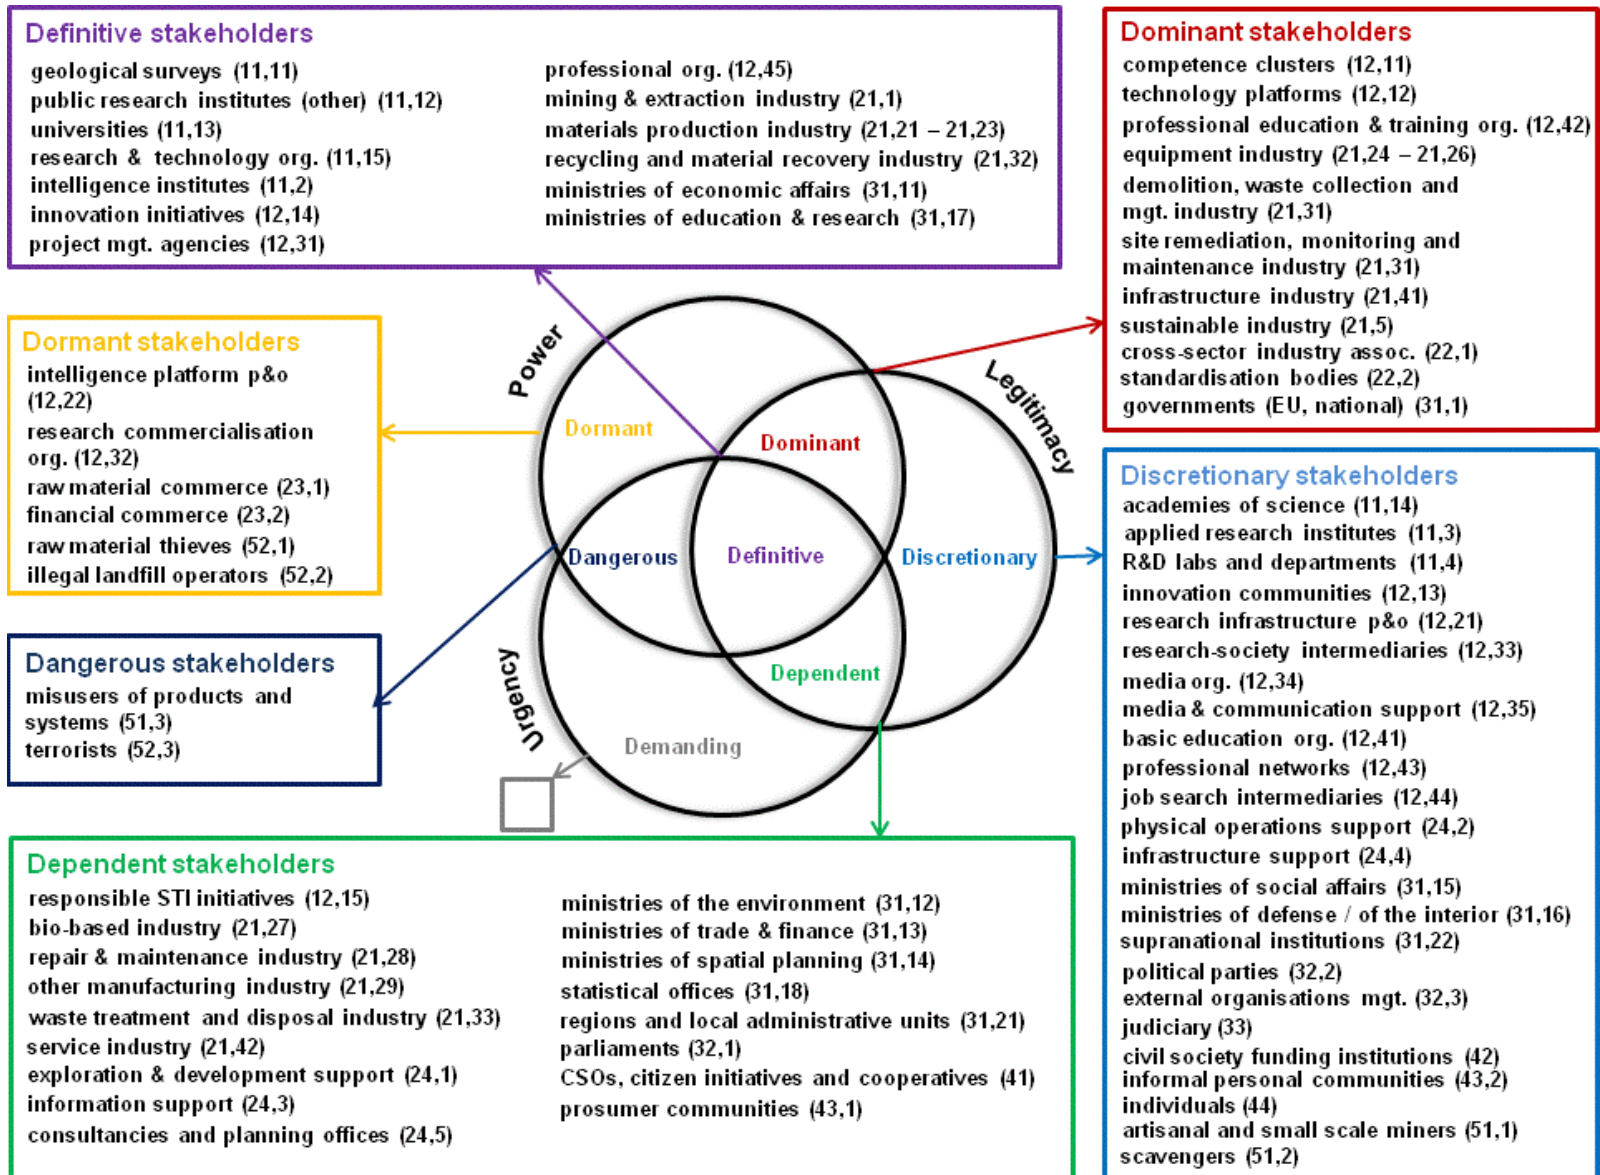 Definitive stakeholders
geological surveys (11,11)
public research institutes (other) (11,12)
universities (11,13)
research & technology org. (11,15)
intelligence institutes (11,2)
innovation initiatives (12,14)
project mgt. agencies (12,31)
professional org. (12,45)
mining & extraction industry (21,1)
materials production industry (21,21 – 21,23)
recycling and material recovery industry (21,32)
ministries of economic affairs (31,11)
ministries of education & research (31,17)
Dominant stakeholders
competence clusters (12,11)
technology platforms (12,12)
professional education & training org. (12,42)
equipment industry (21,24 – 21,26)
demolition, waste collection and
mgt. industry (21,31)
site remediation, monitoring and
maintenance industry (21,31)
infrastructure industry (21,41)
sustainable industry (21,5)
cross-sector industry assoc. (22,1)
standardisation bodies (22,2)
governments (EU, national) (31,1)
Dormant stakeholders
intelligence platform p&o
(12,22)
research commercialisation
org. (12,32)
raw material commerce (23,1)
financial commerce (23,2)
raw material thieves (52,1)
illegal landfill operators (52,2)
Power
Legitimacy
Urgency
Dormant
Dominant
Dangerous
Definitive
Discretionary
Dependent
Demanding
Discretionary stakeholders
academies of science (11,14)
applied research institutes (11,3)
R&D labs and departments (11,4)
innovation communities (12,13)
research infrastructure p&o (12,21)
research-society intermediaries (12,33)
media org. (12,34)
media & communication support (12,35)
basic education org. (12,41)
professional networks (12,43)
job search intermediaries (12,44)
physical operations support (24,2)
infrastructure support (24,4)
ministries of social affairs (31,15)
ministries of defense / of the interior (31,16)
supranational institutions (31,22)
political parties (32,2)
external organisations mgt. (32,3)
judiciary (33)
civil society funding institutions (42)
informal personal communities (43,2)
individuals (44)
artisanal and small scale miners (51,1)
scavengers (51,2)
Dangerous stakeholders
misusers of products and
systems (51,3)
terrorists (52,3)
Dependent stakeholders
responsible STI initiatives (12,15)
bio-based industry (21,27)
repair & maintenance industry (21,28)
other manufacturing industry (21,29)
waste treatment and disposal industry (21,33)
service industry (21,42)
exploration & development support (24,1)
information support (24,3)
consultancies and planning offices (24,5)
ministries of the environment (31,12)
ministries of trade & finance (31,13)
ministries of spatial planning (31,14)
statistical offices (31,18)
regions and local administrative units (31,21)
parliaments (32,1)
CSOs, citizen initiatives and cooperatives (41)
prosumer communities (43,1)